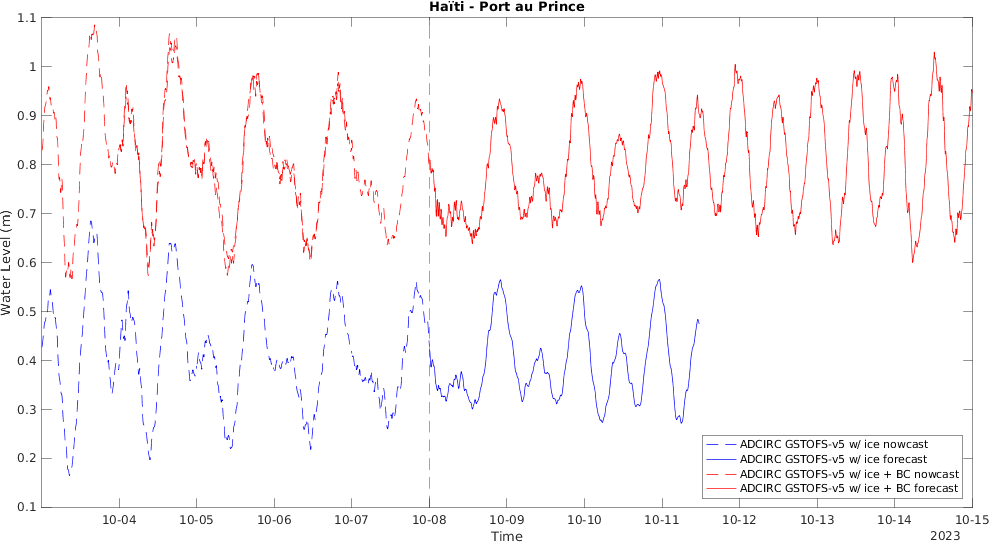 Haïti - Port au Prince
Water Level (m)
1.1
1
0.9
0.8
0.7
0.6
0.5
0.4
0.3
0.2
0.1
ADCIRC GSTOFS-v5 w/ ice nowcast
ADCIRC GSTOFS-v5 w/ ice forecast
ADCIRC GSTOFS-v5 w/ ice + BC nowcast
ADCIRC GSTOFS-v5 w/ ice + BC forecast
10-04 10-05 10-06 10-07 10-08 10-09 10-10 10-11 10-12 10-13 10-14 10-15
Time
2023